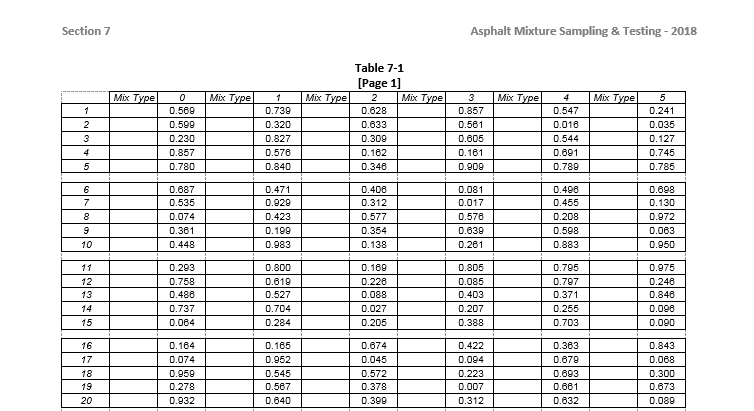 Section 7 Asphalt Mixture Sampling & Testing - 2018
Table 7-1
[Page 1]
Mix Type 0 Mix Type 1 Mix Type 2 Mix Type 3 Mix Type 4 Mix Type 5
1 0.569 0.739 0.628 0.857 0.547 0.241
2 0.599 0.320 0.633 0.561 0.016 0.035
3 0.230 0.827 0.309 0.605 0.544 0.127
4 0.857 0.576 0.162 0.161 0.691 0.745
5 0.780 0.840 0.346 0.909 0.789 0.785
6 0.687 0.471 0.406 0.081 0.496 0.698
7 0.535 0.929 0.312 0.017 0.455 0.130
8 0.074 0.423 0.577 0.576 0.208 0.972
9 0.361 0.199 0.354 0.639 0.598 0.063
10 0.448 0.983 0.138 0.261 0.883 0.950
11 0.293 0.800 0.169 0.805 0.795 0.975
12 0.758 0.619 0.226 0.085 0.797 0.246
13 0.486 0.527 0.088 0.403 0.371 0.846
14 0.737 0.704 0.027 0.207 0.255 0.096
15 0.064 0.284 0.205 0.388 0.703 0.090
16 0.164 0.165 0.674 0.422 0.363 0.843
17 0.074 0.952 0.045 0.094 0.679 0.068
18 0.959 0.545 0.572 0.223 0.693 0.300
19 0.278 0.567 0.378 0.007 0.661 0.673
20 0.932 0.640 0.399 0.312 0.632 0.089